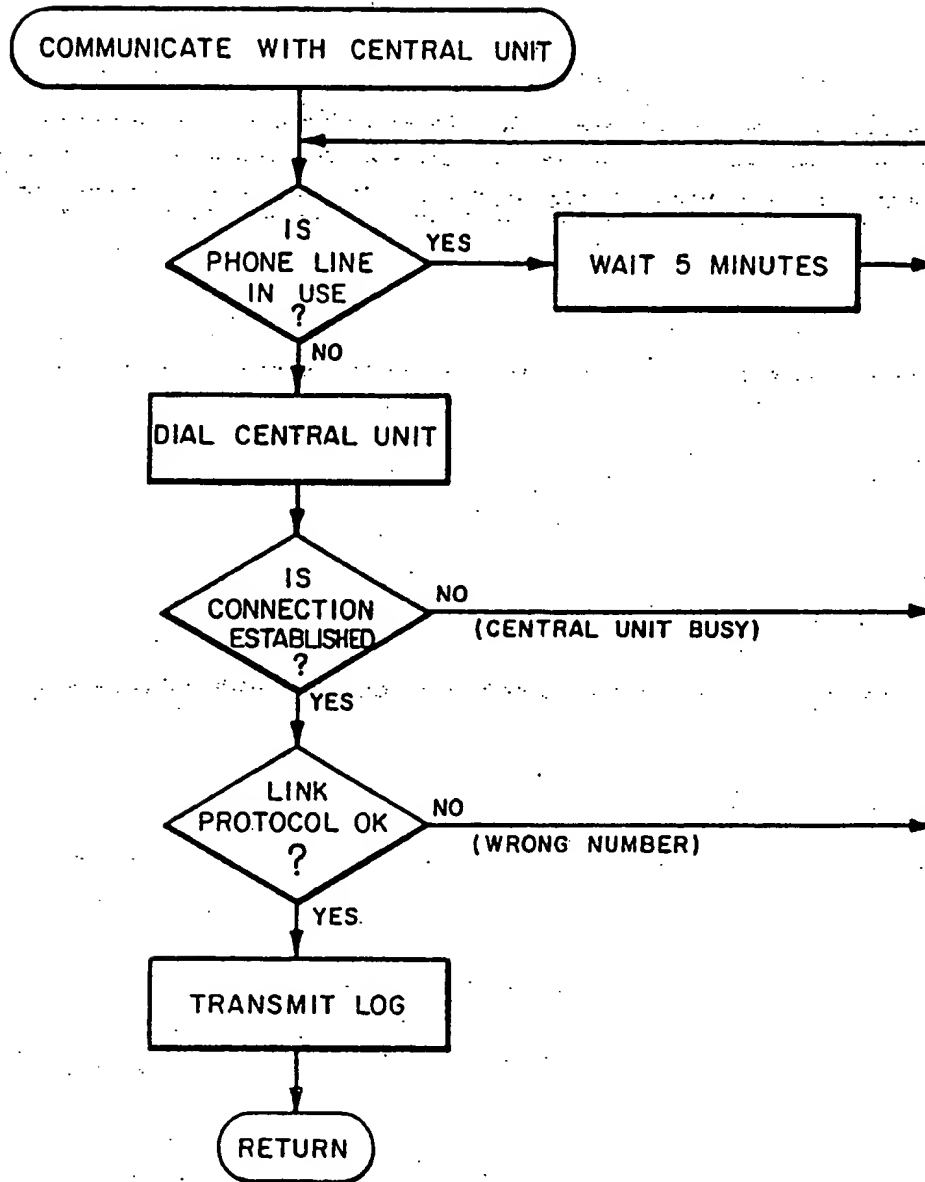 COMMUNICATE WITH CENTRAL UNIT
IS
PHONE LINE
IN USE
?
YES
WAIT 5 MINUTES
NO
DIAL CENTRAL UNIT
IS
CONNECTION
ESTABLISHED
?
NO
(CENTRAL UNIT BUSY)
YES
LINK
PROTOCOL OK
?
NO
(WRONG NUMBER)
YES
TRANSMIT LOG
RETURN